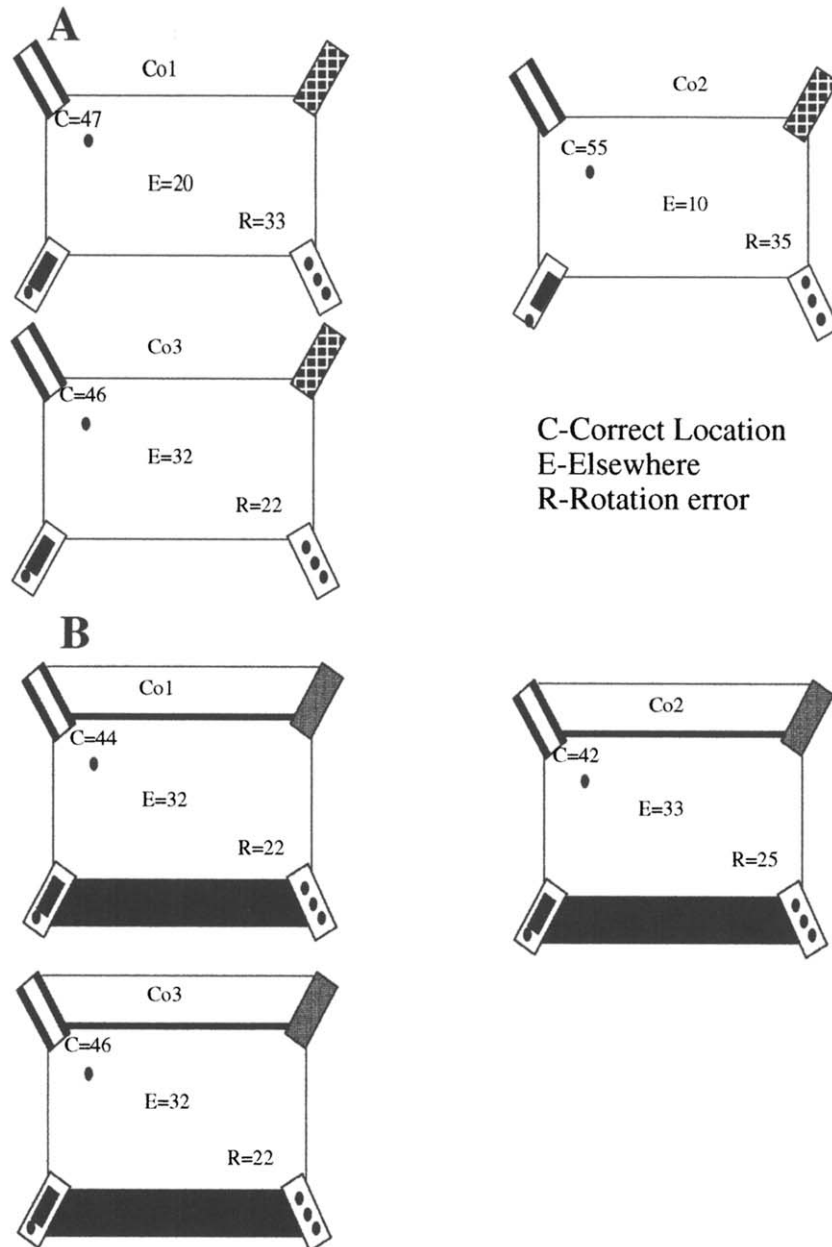 A
Co1
C=47
E=20
R=33
Co2
C=55
E=10
R=35
Co3
C=46
E=32
R=22
C-Correct Location
E-Elsewhere
R-Rotation error
B
Co1
C=44
E=32
R=22
Co2
C=42
E=33
R=25
Co3
C=46
E=32
R=22